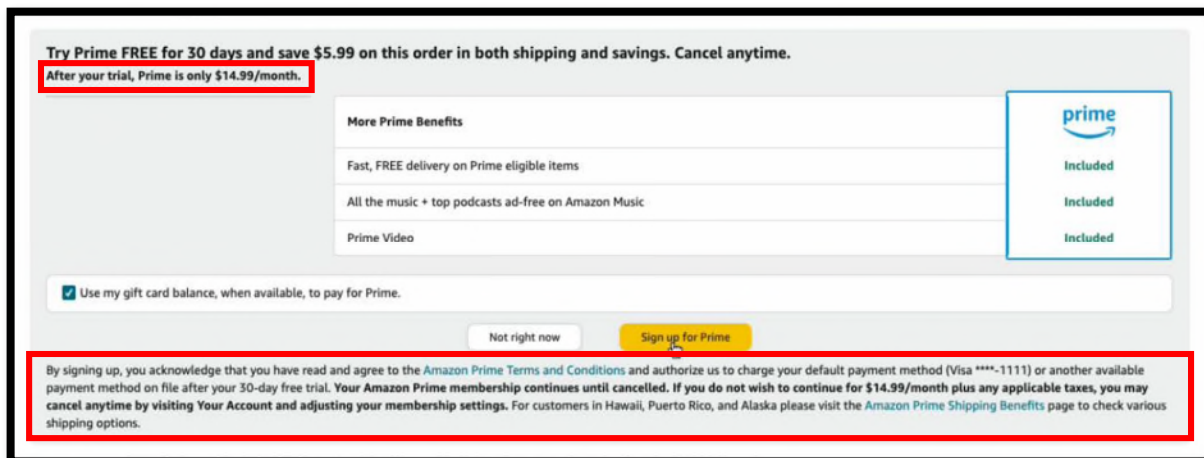 Try Prime FREE for 30 days and save $5.99 on this order in both shipping and savings. Cancel anytime.
After your trial, Prime is only $14.99/month.
More Prime Benefits
prime
Fast, FREE delivery on Prime eligible items
Included
All the music + top podcasts ad-free on Amazon Music
Included
Prime Video
Included
Use my gift card balance, when available, to pay for Prime.
Not right now
Sign up for Prime
By signing up, you acknowledge that you have read and agree to the Amazon Prime Terms and Conditions and authorize us to charge your default payment method (Visa ****-1111) or another available
payment method on file after your 30-day free trial. Your Amazon Prime membership continues until cancelled. If you do not wish to continue for $14.99/month plus any applicable taxes, you may
cancel anytime by visiting Your Account and adjusting your membership settings. For customers in Hawaii, Puerto Rico, and Alaska please visit the Amazon Prime Shipping Benefits page to check various
shipping options.